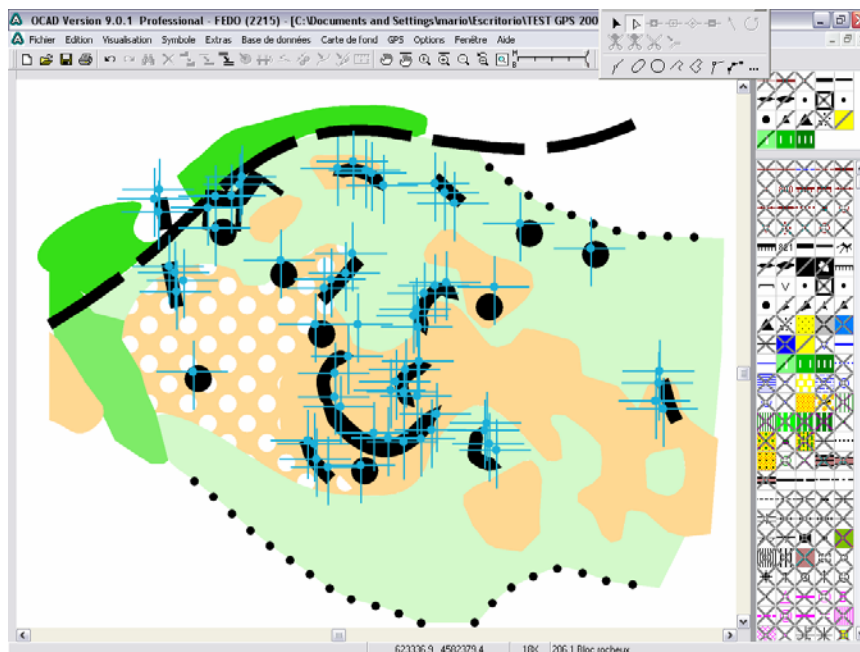 OCAD Version 9.0.1 Professional - FEDO (2215) - [C:\Documents and Settings\mario\Escritorio\TEST GPS 200
Fichier Edition Visualisation Symbole Extras Base de données Carte de fond GPS Options Fenêtre Aide
623336.9 4582379.4 18X 206.1 Bloc rocheux